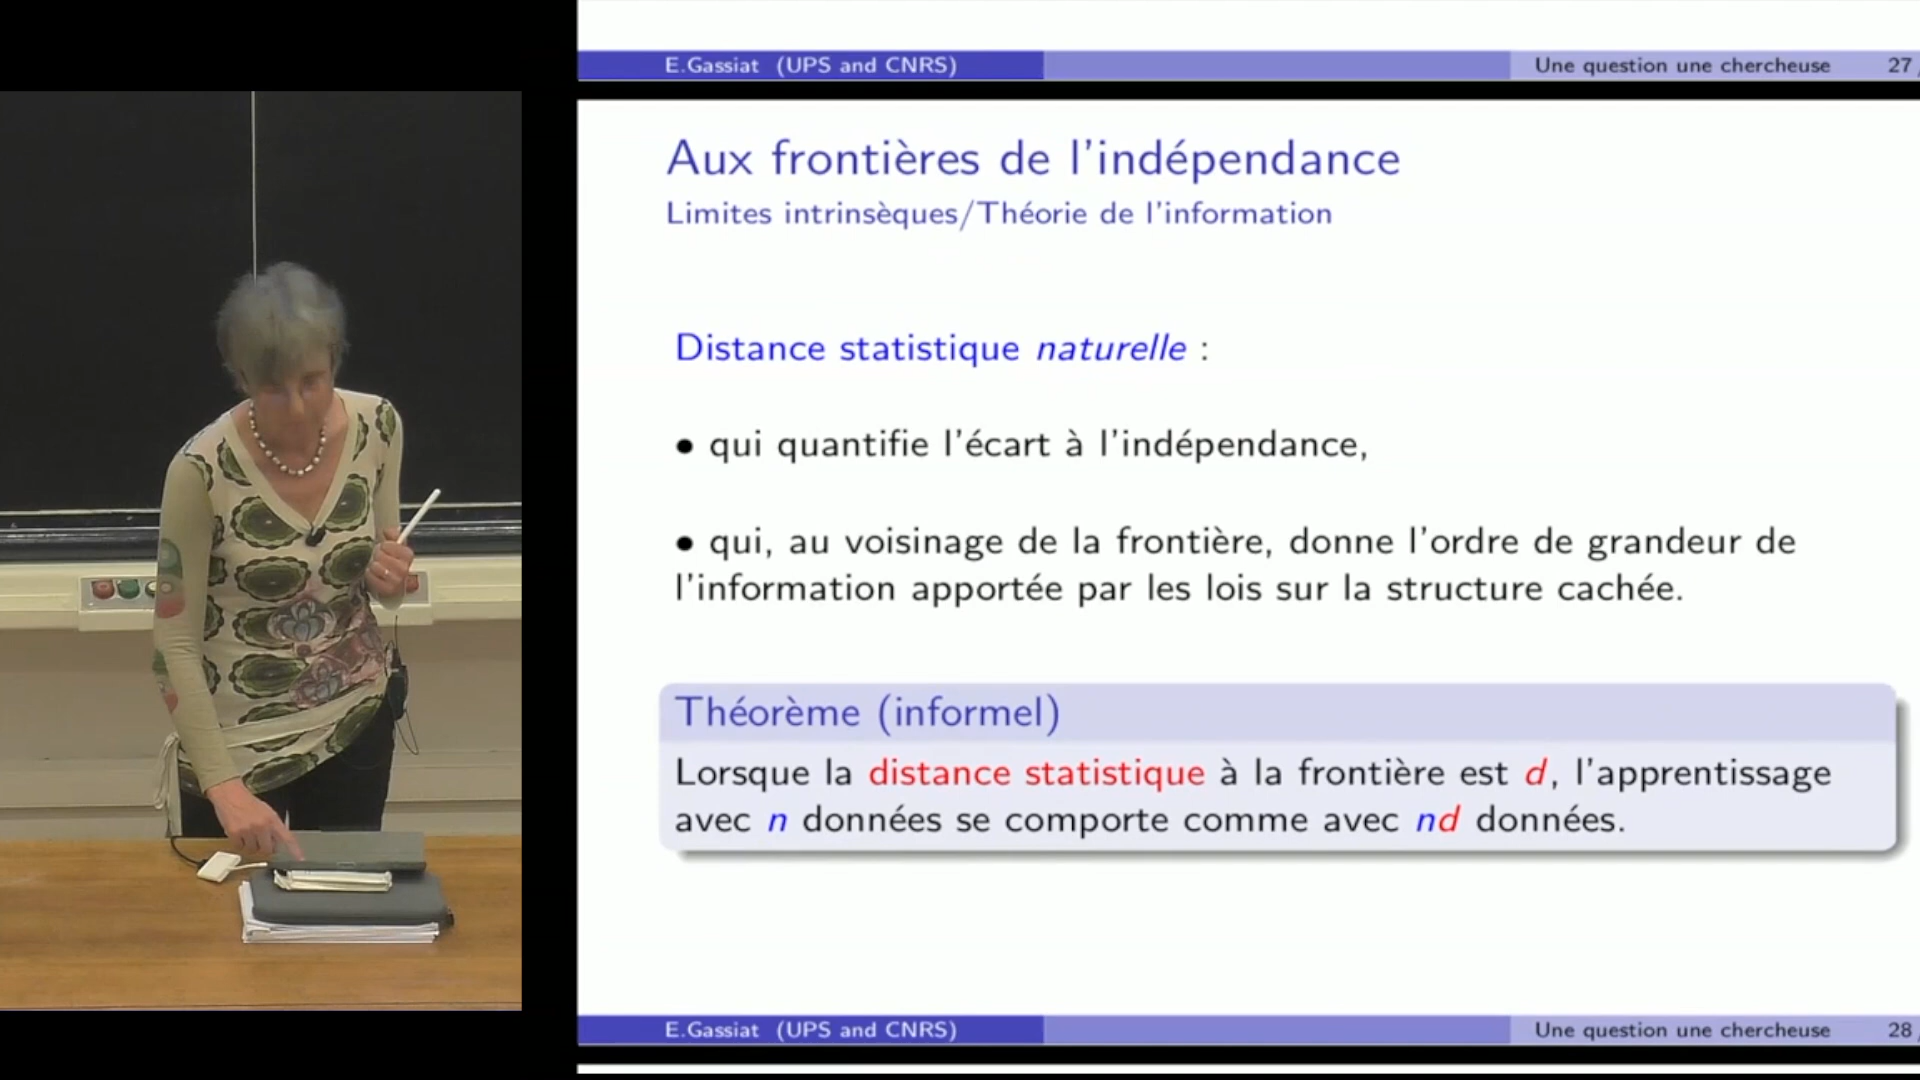 E.Gassiat (UPS and CNRS) Une question une chercheuse 27
Aux frontières de l'indépendance
Limites intrinsèques/Théorie de l'information
Distance statistique naturelle :
• qui quantifie l'écart à l'indépendance,
• qui, au voisinage de la frontière, donne l'ordre de grandeur de
l'information apportée par les lois sur la structure cachée.
Théorème (informel)
Lorsque la distance statistique à la frontière est d, l'apprentissage
avec n données se comporte comme avec nd données.
E.Gassiat (UPS and CNRS) Une question une chercheuse 28